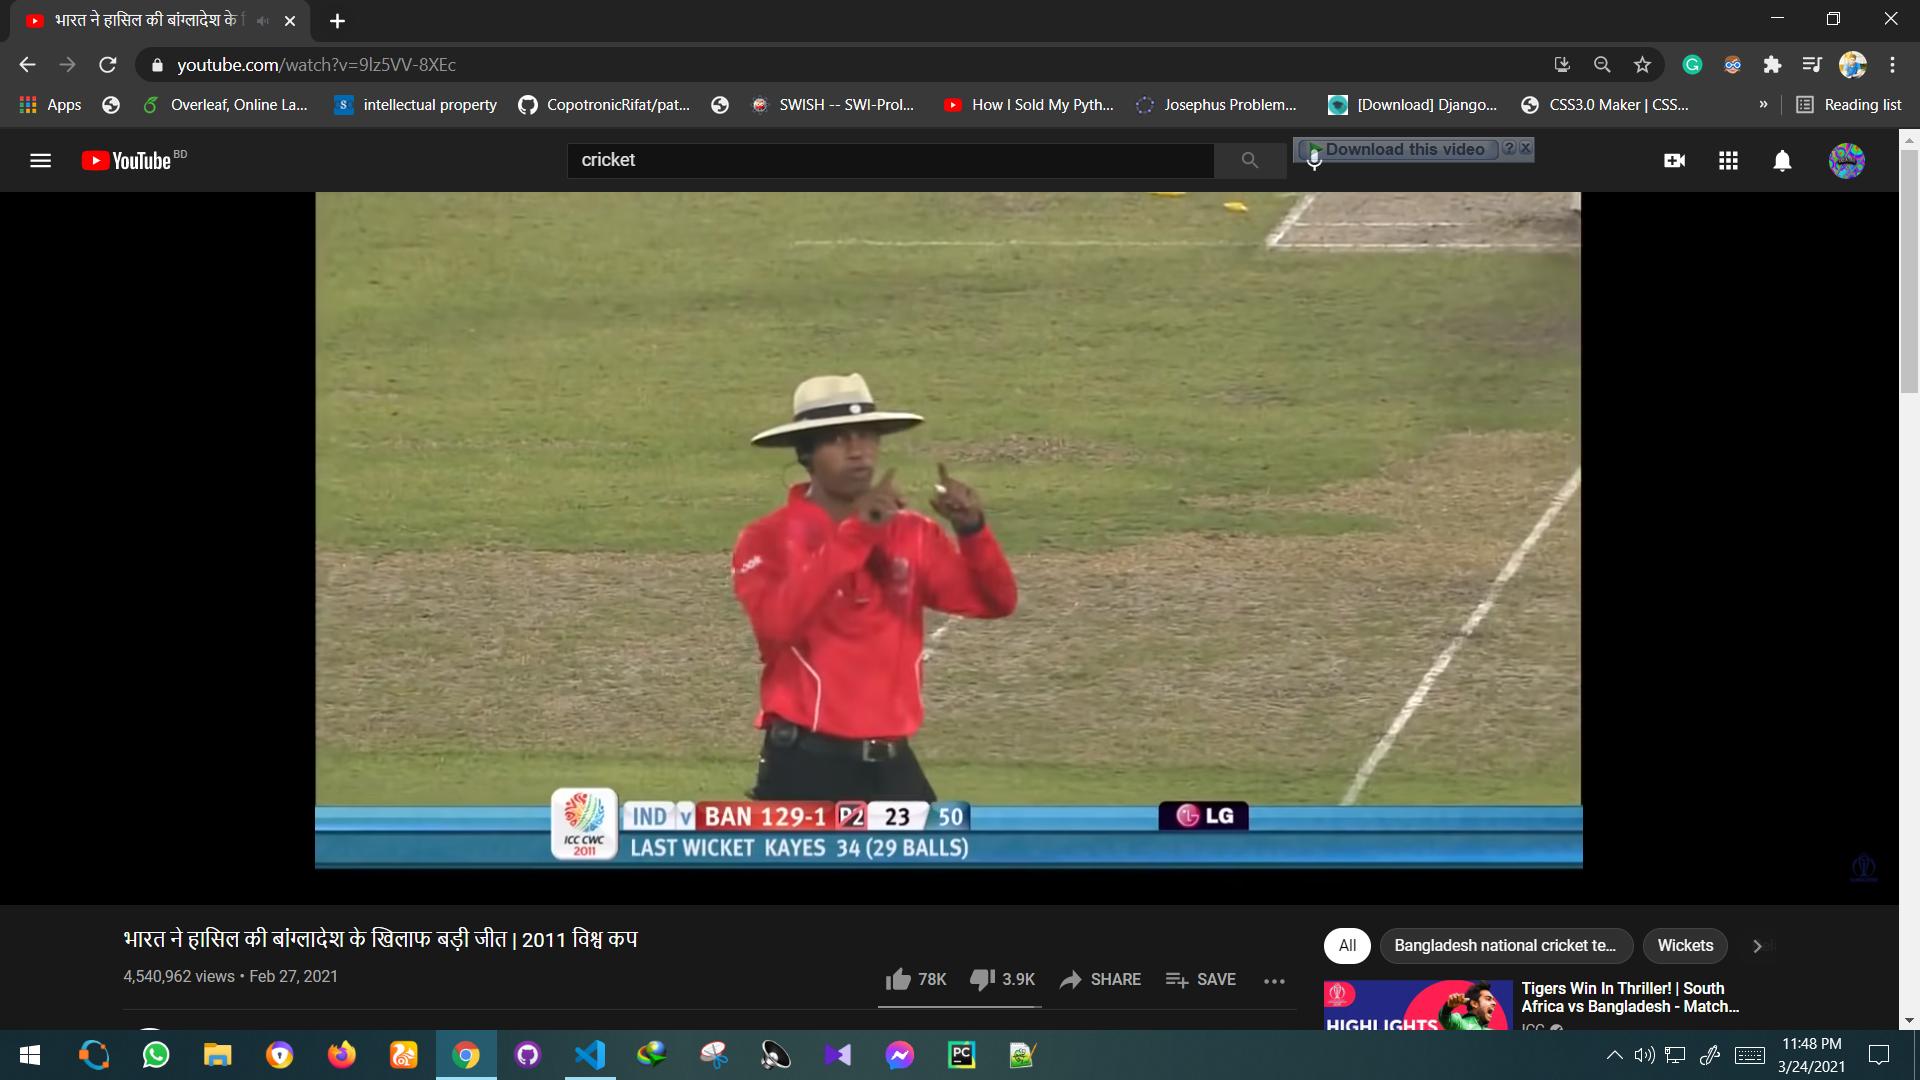 भारत ने हासिल की बांग्लादेश के
youtube.com/watch?v=9lz5VV-8XEc
Apps
Overleaf, Online La...
intellectual property
CopotronicRifat/pat...
SWISH -- SWI-Prol...
How I Sold My Pyth...
Josephus Problem...
[Download] Django...
CSS3.0 Maker | CSS...
»
Reading list
YouTube BD
cricket
Download this video ? X
ICC CWC 2011
IND v BAN 129-1 P2 23 50
LG
LAST WICKET KAYES 34 (29 BALLS)
भारत ने हासिल की बांग्लादेश के खिलाफ बड़ी जीत | 2011 विश्व कप
4,540,962 views • Feb 27, 2021
78K
3.9K
SHARE
SAVE
All
Bangladesh national cricket te...
Wickets
HIGHLIGHTS
Tigers Win In Thriller! | South
Africa vs Bangladesh - Match...
ICC
PC
11:48 PM
3/24/2021